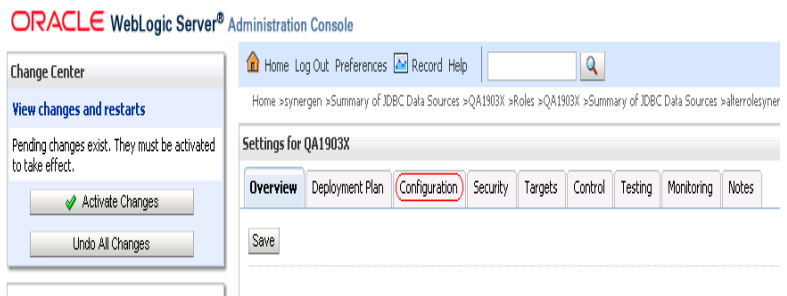 ORACLE WebLogic Server® Administration Console
Change Center
View changes and restarts
Pending changes exist. They must be activated
to take effect.
Activate Changes
Undo All Changes
Home Log Out Preferences Record Help
Home >synergen >Summary of JDBC Data Sources >QA1903X >Roles >QA1903X >Summary of JDBC Data Sources >alterrolesyner
Settings for QA1903X
Overview Deployment Plan Configuration Security Targets Control Testing Monitoring Notes
Save